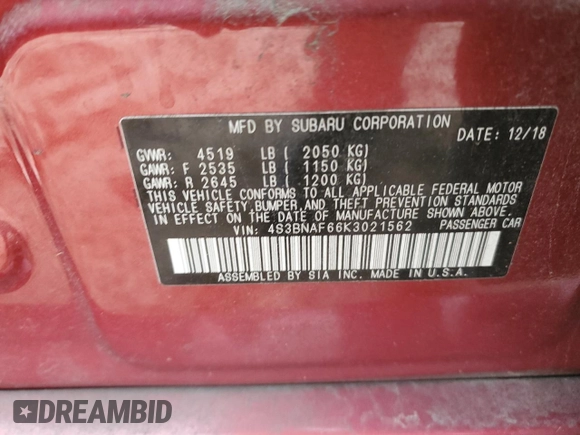 MFD BY SUBARU CORPORATION
DATE: 12/18
GVWR: 4519 LB ( 2050 KG)
GAWR: F 2535 LB ( 1150 KG)
GAWR: R 2645 LB ( 1200 KG)
THIS VEHICLE CONFORMS TO ALL APPLICABLE FEDERAL MOTOR
VEHICLE SAFETY, BUMPER, AND THEFT PREVENTION STANDARDS
IN EFFECT ON THE DATE OF MANUFACTURE SHOWN ABOVE.
VIN: 4S3BNAF66K3021562 PASSENGER CAR
ASSEMBLED BY SIA INC. MADE IN U.S.A.
DREAMBID